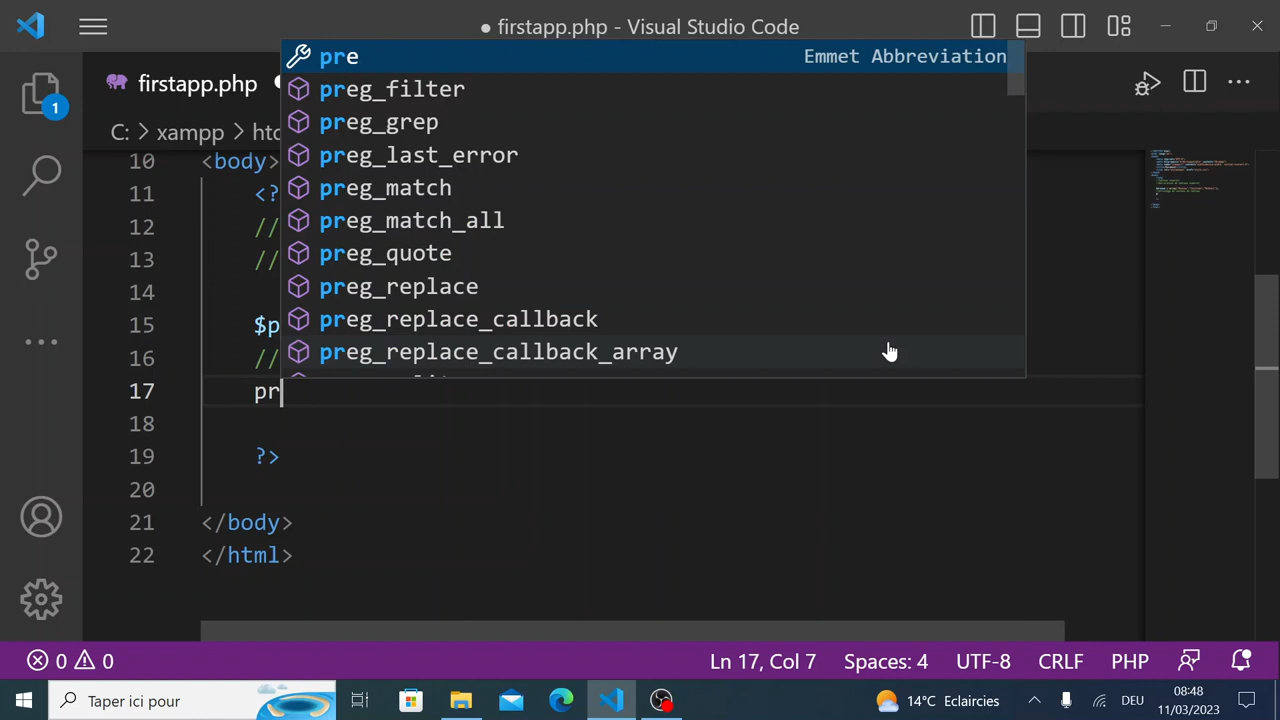 ● firstapp.php - Visual Studio Code
firstapp.php ●
C: > xampp > htd
pre Emmet Abbreviation
preg_filter
preg_grep
preg_last_error
preg_match
preg_match_all
preg_quote
preg_replace
preg_replace_callback
preg_replace_callback_array
1
10 <body>
11 <?
12 //
13 //
14
15 $p
16 //
17 pr
18
19 ?>
20
21 </body>
22 </html>
0 0
Ln 17, Col 7 Spaces: 4 UTF-8 CRLF PHP
Taper ici pour
14°C Eclaircies
DEU
08:48
11/03/2023